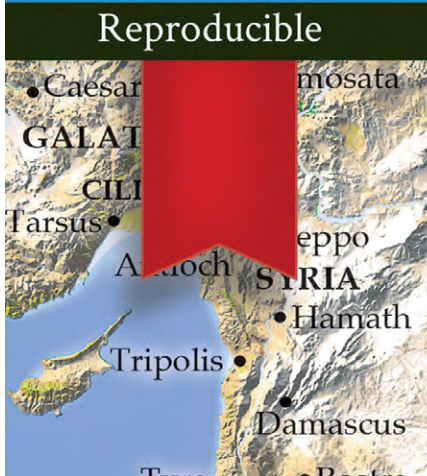 Reproducible
Caesar
mosata
GALAT
CILI
Tarsus
eppo
Antioch
SYRIA
Hamath
Tripolis
Damascus